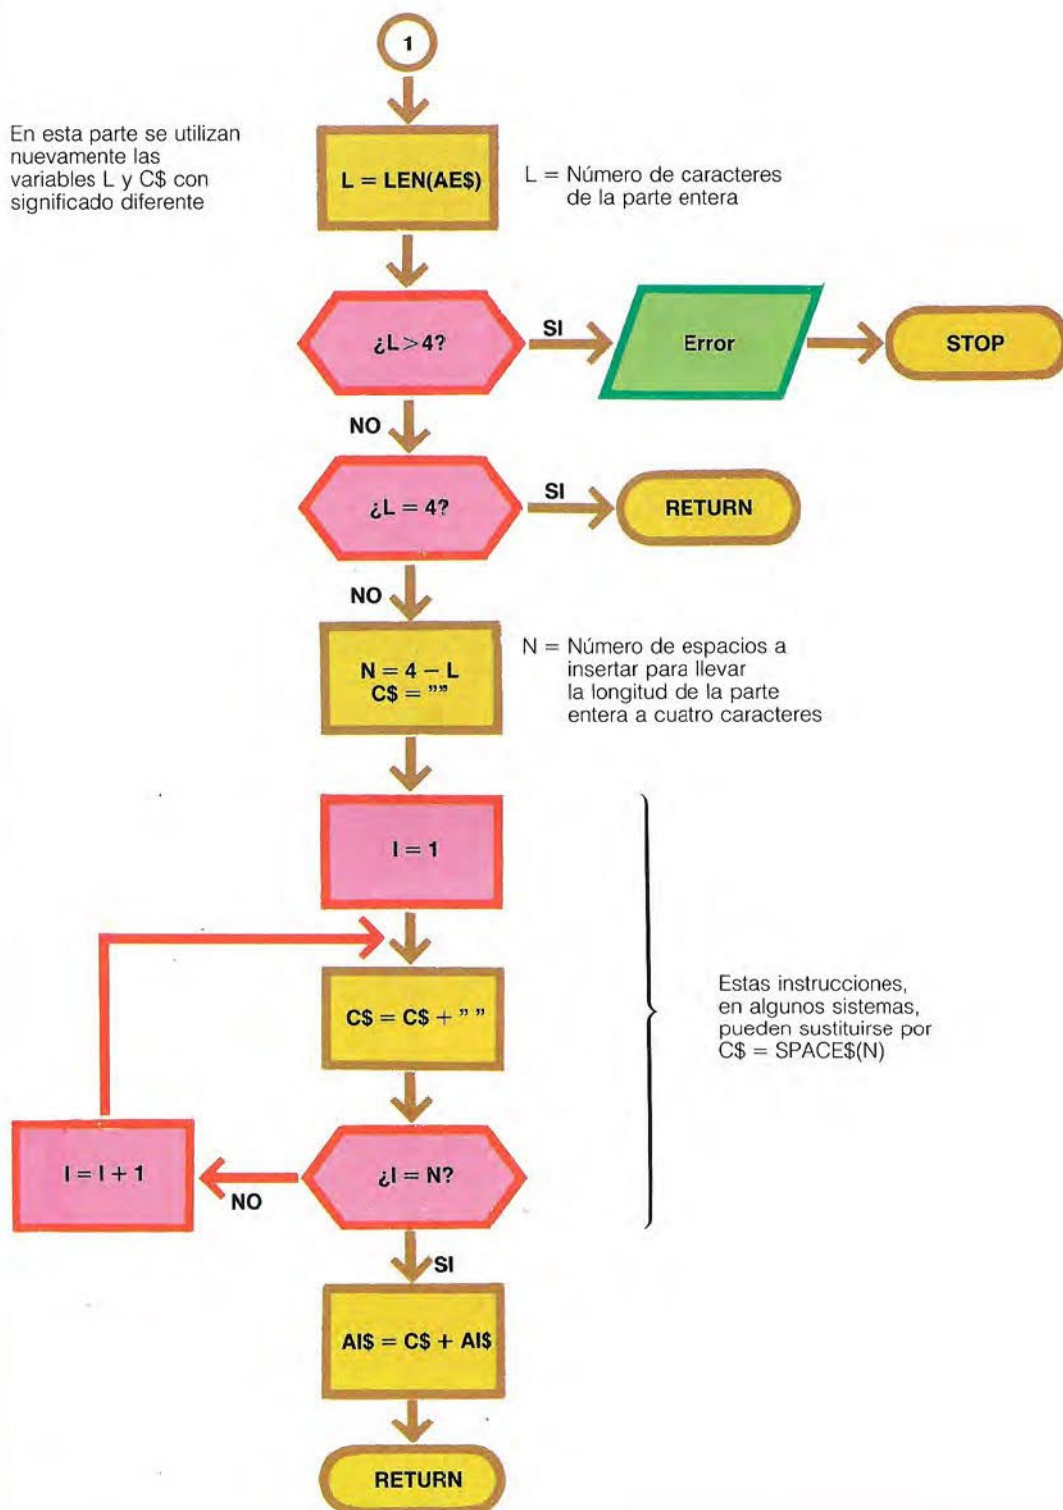 1
En esta parte se utilizan
nuevamente las
variables L y C$ con
significado diferente
L = LEN(AE$)
L = Número de caracteres
de la parte entera
¿L>4?
SI
Error
STOP
NO
¿L = 4?
SI
RETURN
NO
N = 4 – L
C$ = ””
N = Número de espacios a
insertar para llevar
la longitud de la parte
entera a cuatro caracteres
I = 1
C$ = C$ + ” ”
Estas instrucciones,
en algunos sistemas,
pueden sustituirse por
C$ = SPACE$(N)
I = I + 1
NO
¿I = N?
SI
AI$ = C$ + AI$
RETURN